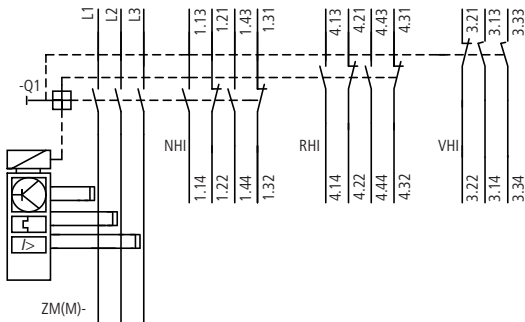 L1 L2 L3 1.13 1.21 1.43 1.31 4.13 4.21 4.43 4.31 3.21 3.13 3.33
-Q1
NHI RHI VHI
1.14 1.22 1.44 1.32 4.14 4.22 4.44 4.32 3.22 3.14 3.34
I>
ZM(M)-